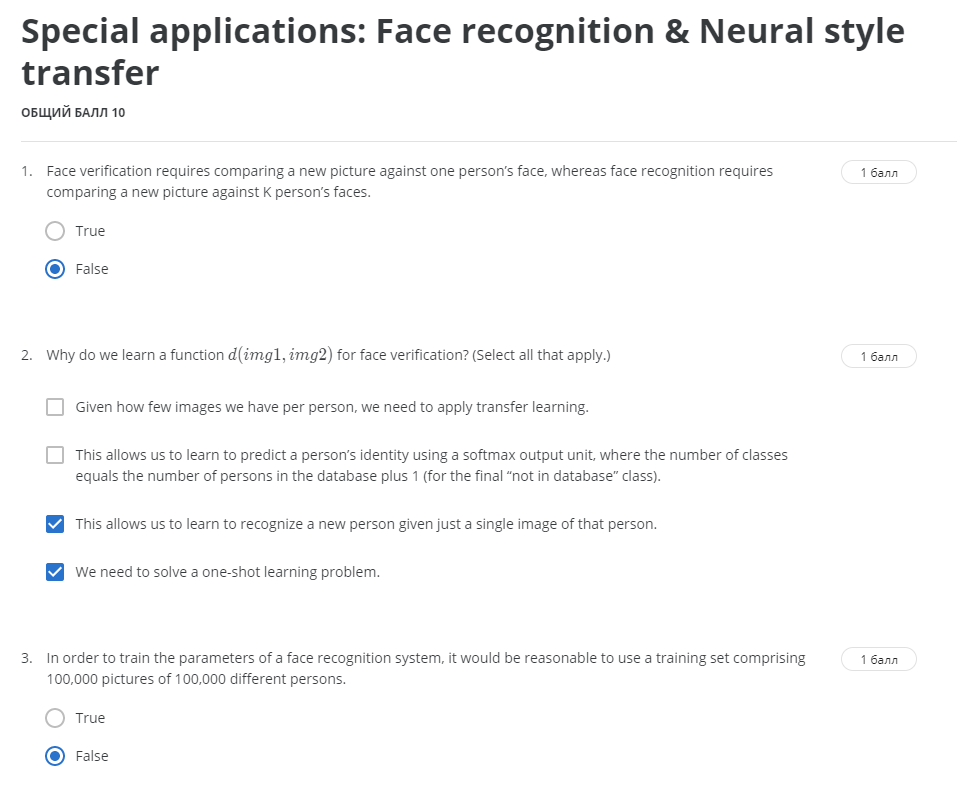 Special applications: Face recognition & Neural style
transfer
ОБЩИЙ БАЛЛ 10
1. Face verification requires comparing a new picture against one person’s face, whereas face recognition requires
comparing a new picture against K person’s faces.
1 балл
True
False
2. Why do we learn a function d(img1, img2) for face verification? (Select all that apply.)
1 балл
Given how few images we have per person, we need to apply transfer learning.
This allows us to learn to predict a person’s identity using a softmax output unit, where the number of classes
equals the number of persons in the database plus 1 (for the final “not in database” class).
This allows us to learn to recognize a new person given just a single image of that person.
We need to solve a one-shot learning problem.
3. In order to train the parameters of a face recognition system, it would be reasonable to use a training set comprising
100,000 pictures of 100,000 different persons.
1 балл
True
False